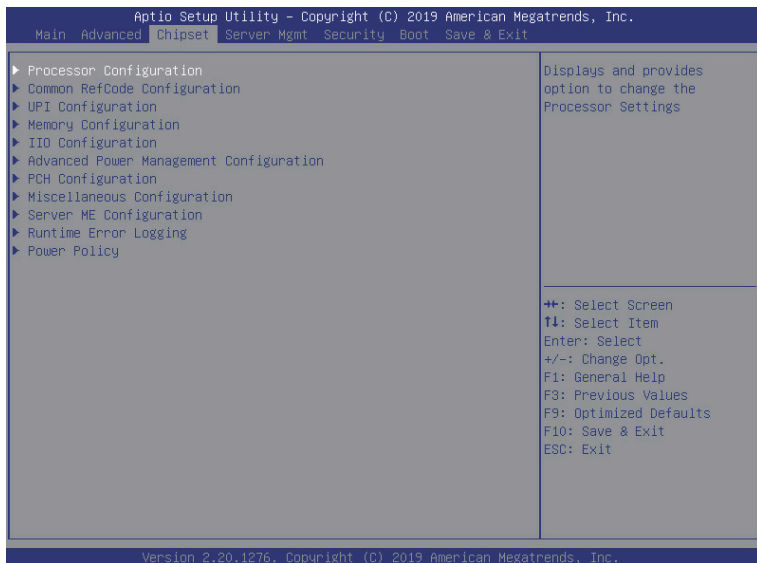 Aptio Setup Utility – Copyright (C) 2019 American Megatrends, Inc.
Main Advanced Chipset Server Mgmt Security Boot Save & Exit
Processor Configuration
Common RefCode Configuration
UPI Configuration
Memory Configuration
IIO Configuration
Advanced Power Management Configuration
PCH Configuration
Miscellaneous Configuration
Server ME Configuration
Runtime Error Logging
Power Policy
Displays and provides
option to change the
Processor Settings
→←: Select Screen
↑↓: Select Item
Enter: Select
+/-: Change Opt.
F1: General Help
F3: Previous Values
F9: Optimized Defaults
F10: Save & Exit
ESC: Exit
Version 2.20.1276. Copyright (C) 2019 American Megatrends, Inc.